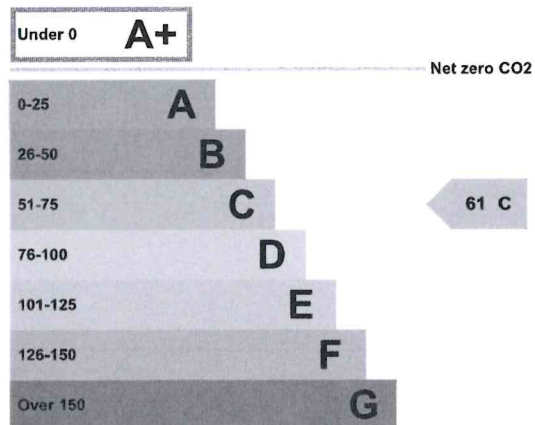 Under 0 A+
Net zero CO2
0-25 A
26-50 B
51-75 C
61 C
76-100 D
101-125 E
126-150 F
Over 150 G